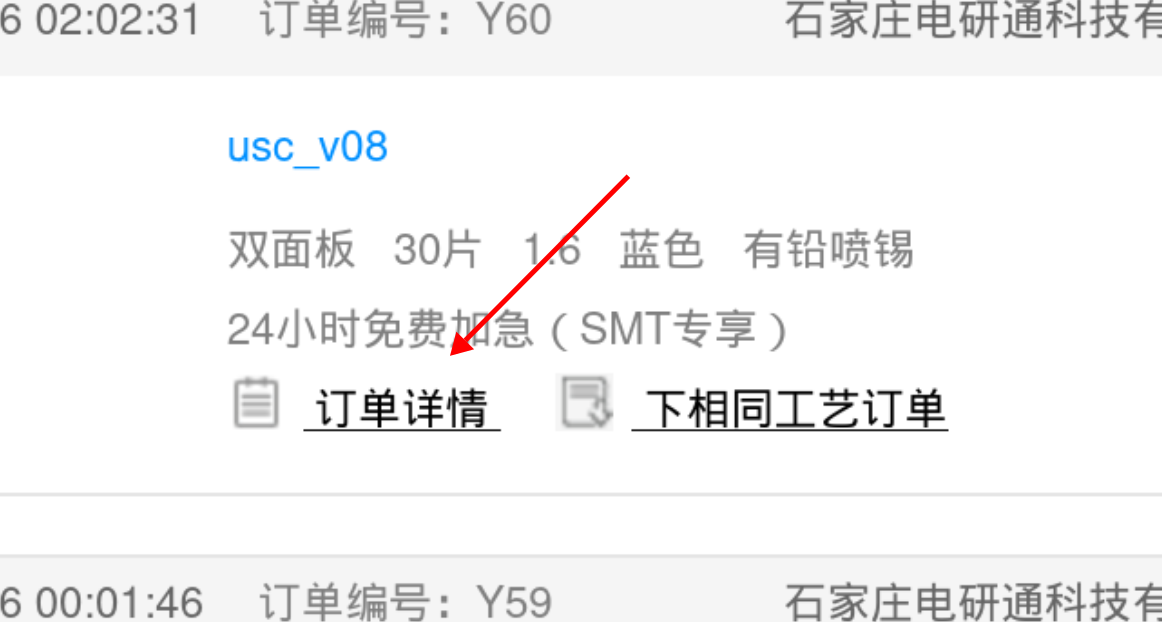 6 02:02:31 订单编号：Y60 石家庄电研通科技有
usc_v08
双面板 30片 1.6 蓝色 有铅喷锡
24小时免费加急（SMT专享）
订单详情 下相同工艺订单
6 00:01:46 订单编号：Y59 石家庄电研通科技有